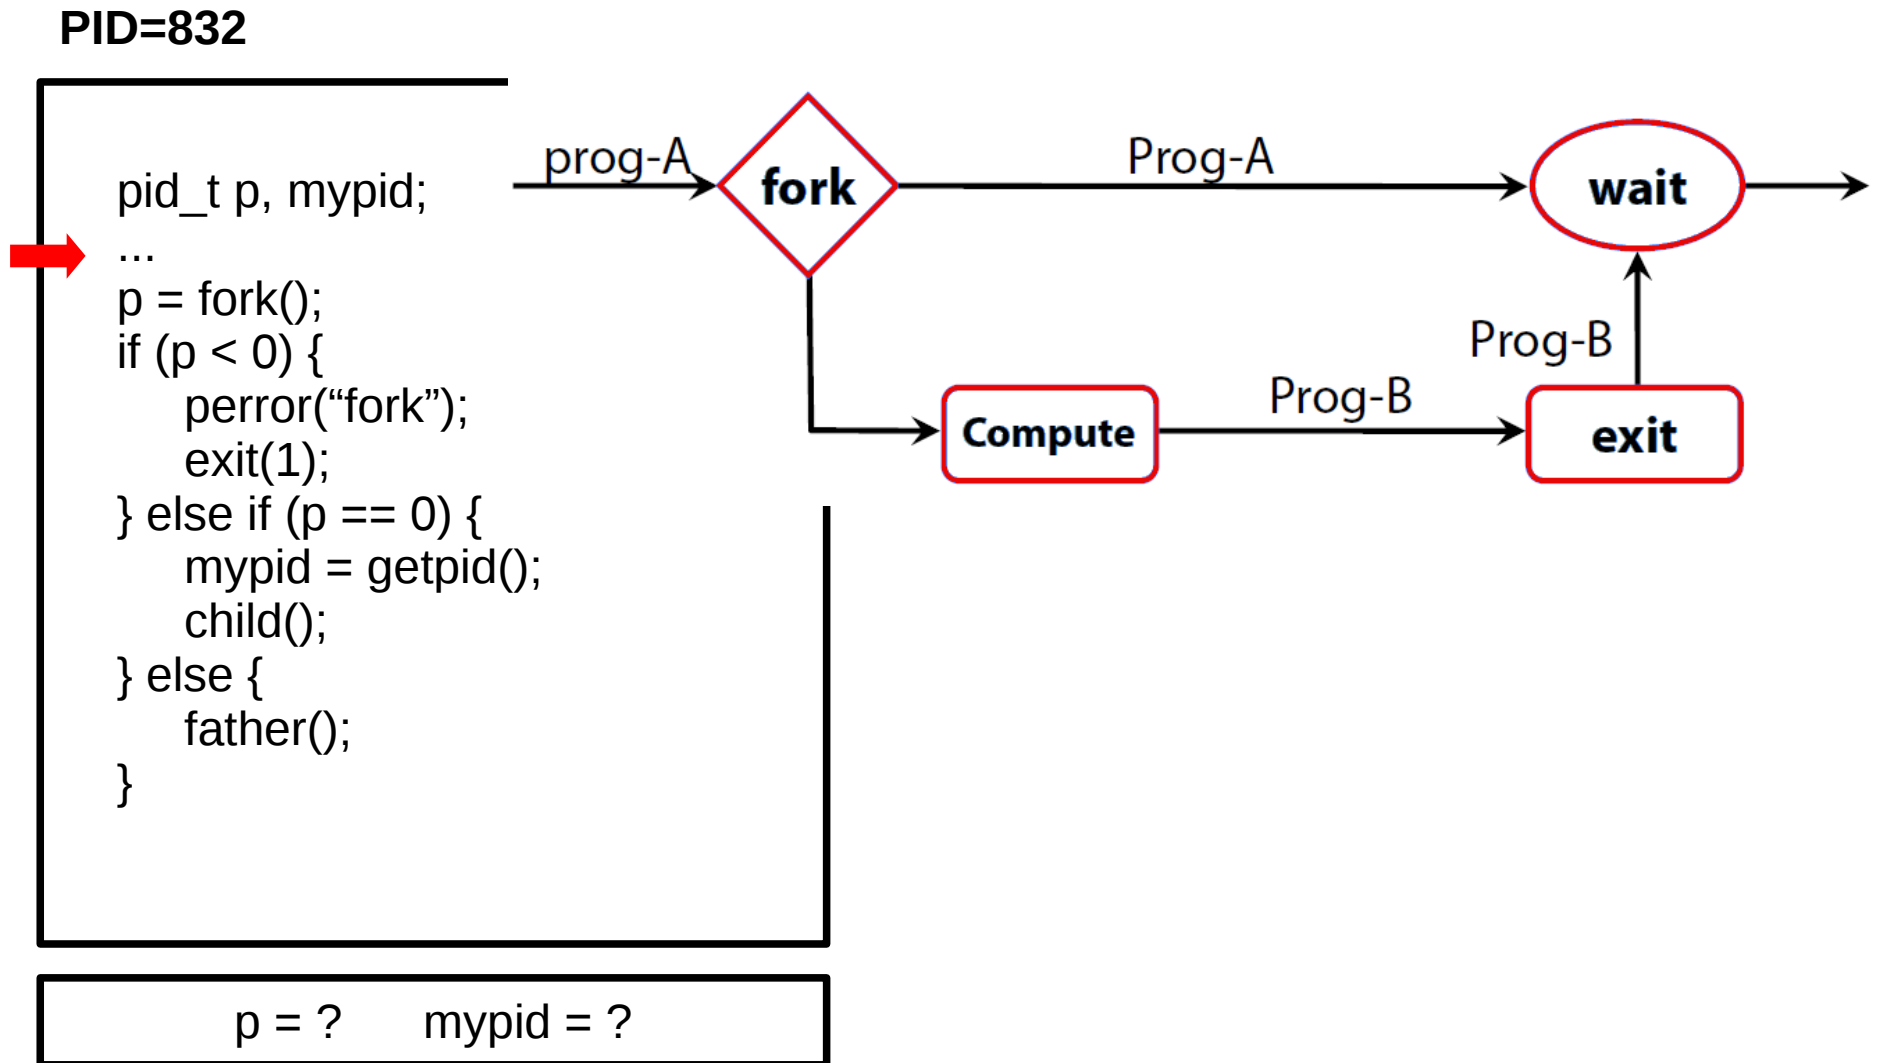 PID=832
pid_t p, mypid;
...
p = fork();
if (p < 0) {
perror(“fork”);
exit(1);
} else if (p == 0) {
mypid = getpid();
child();
} else {
father();
}
p = ? mypid = ?
prog-A
fork
Prog-A
wait
Prog-B
Compute
Prog-B
exit